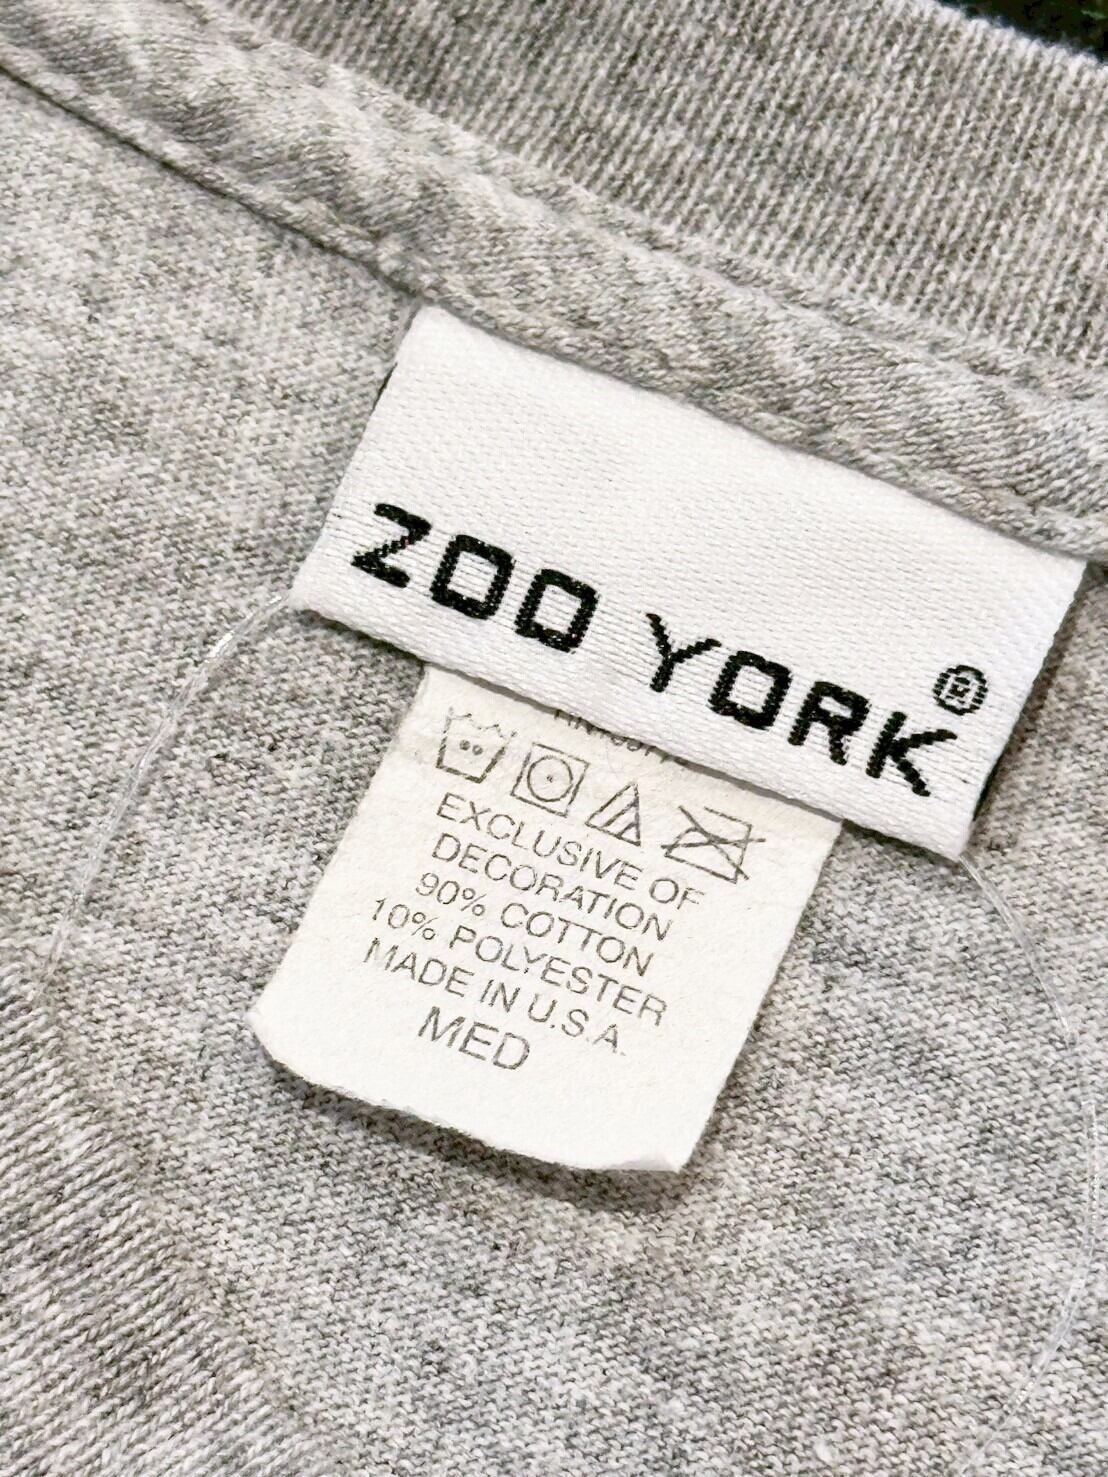 ZOO YORK®
EXCLUSIVE OF
DECORATION
90% COTTON
10% POLYESTER
MADE IN U.S.A.
MED